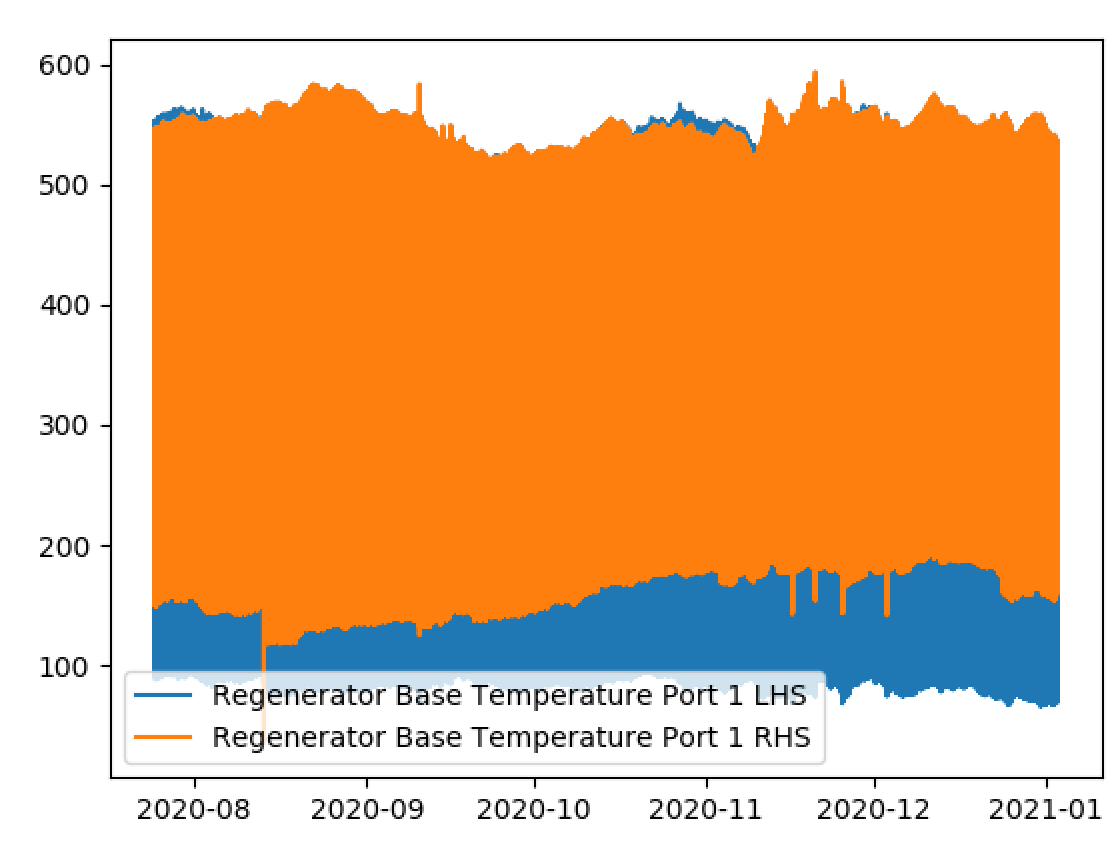 600
500
400
300
200
100
Regenerator Base Temperature Port 1 LHS
Regenerator Base Temperature Port 1 RHS
2020-08 2020-09 2020-10 2020-11 2020-12 2021-01